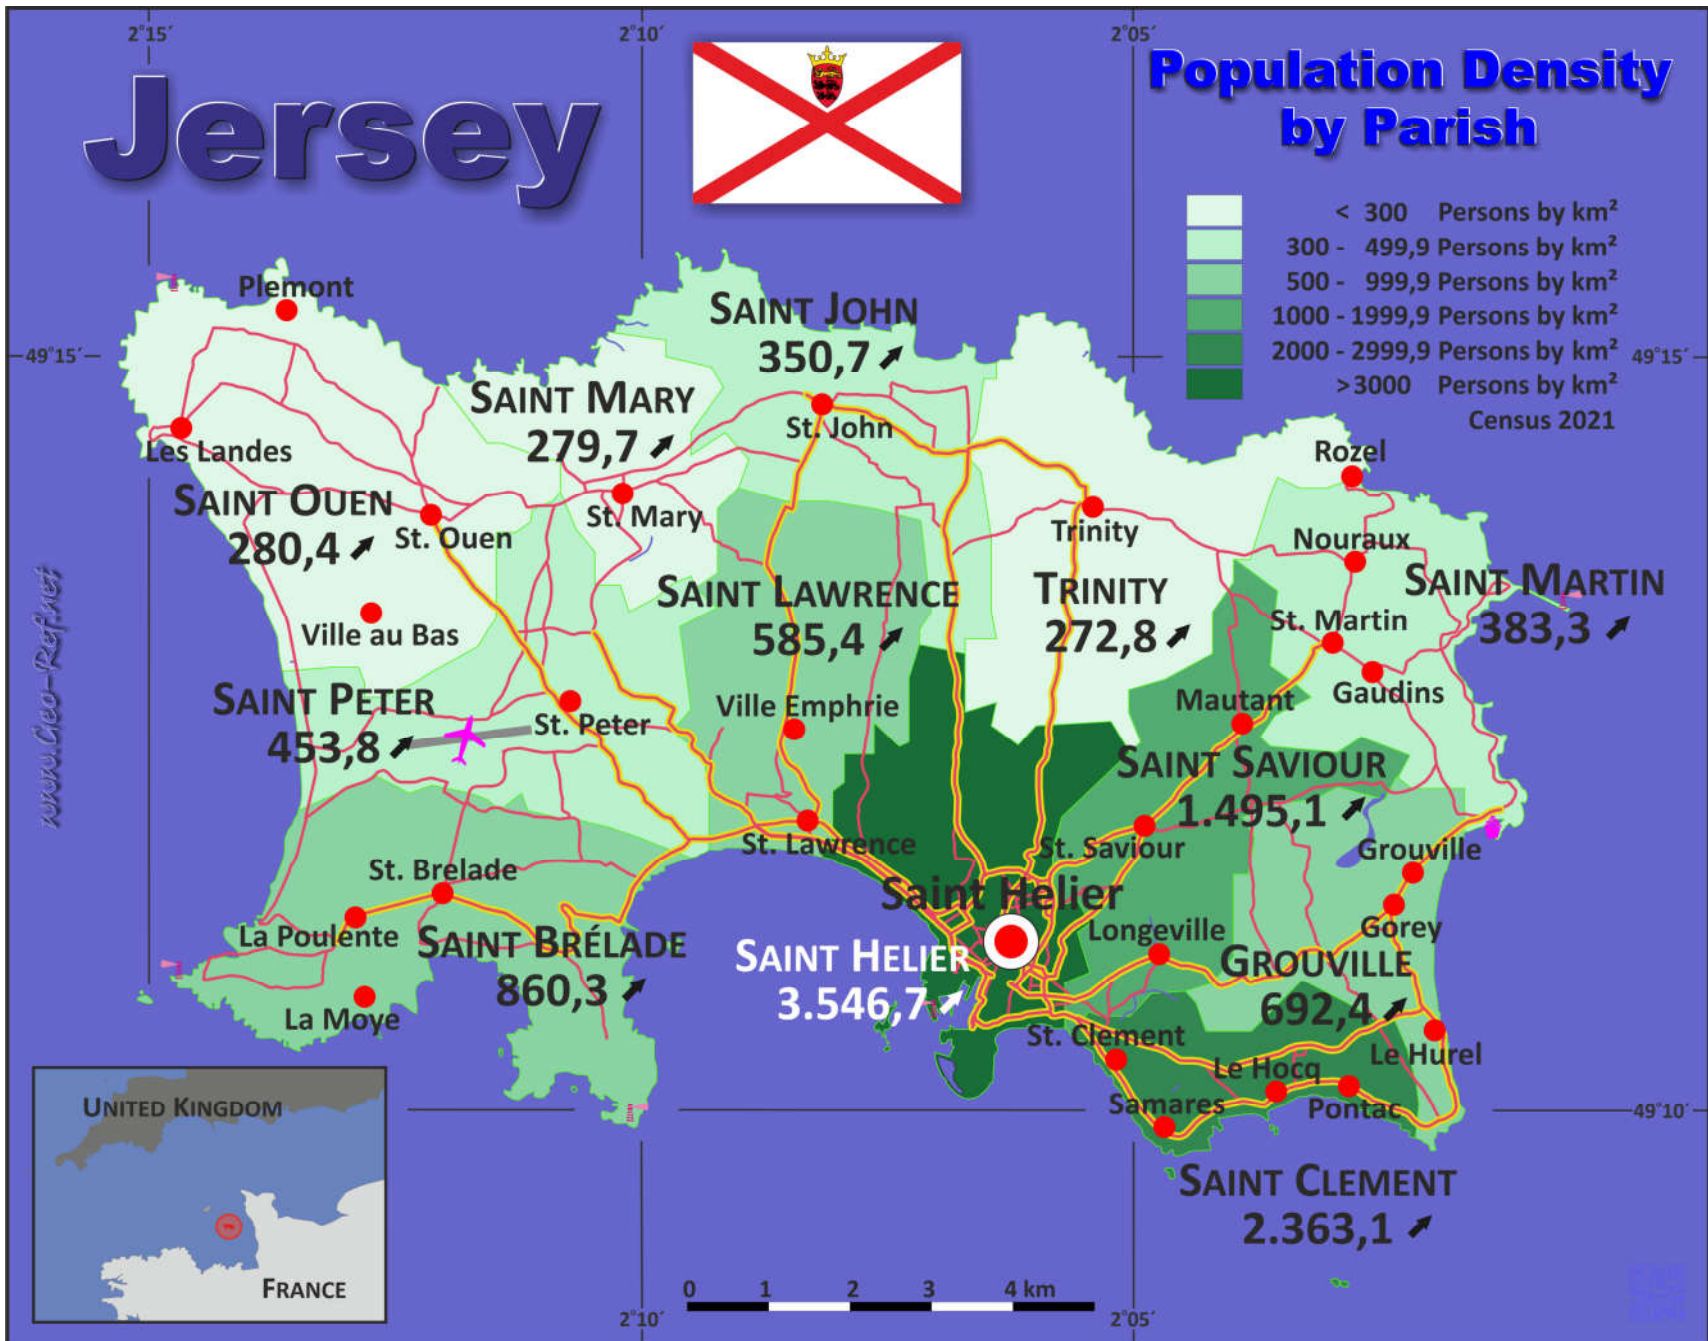 2°15´
2°10´
2°05´
Jersey
Population Density
by Parish
< 300 Persons by km²
300 - 499,9 Persons by km²
500 - 999,9 Persons by km²
1000 - 1999,9 Persons by km²
2000 - 2999,9 Persons by km²
>3000 Persons by km²
Census 2021
49°15´
49°15´
Plemont
SAINT JOHN
350,7
SAINT MARY
279,7
St. John
Les Landes
Rozel
SAINT OUEN
280,4
St. Ouen
St. Mary
Trinity
Nouraux
SAINT MARTIN
383,3
SAINT LAWRENCE
585,4
TRINITY
272,8
St. Martin
Ville au Bas
Gaudins
SAINT PETER
453,8
St. Peter
Ville Emphrie
Mautant
SAINT SAVIOUR
1.495,1
www.Geo-Ref.net
St. Lawrence
St. Saviour
Grouville
St. Brelade
Saint Helier
La Poulente
SAINT BRÉLADE
860,3
SAINT HELIER
3.546,7
Longeville
Gorey
GROUVILLE
692,4
La Moye
St. Clement
Le Hurel
Le Hocq
Samares
Pontac
49°10´
UNITED KINGDOM
SAINT CLEMENT
2.363,1
FRANCE
0 1 2 3 4 km
2°10´
2°05´